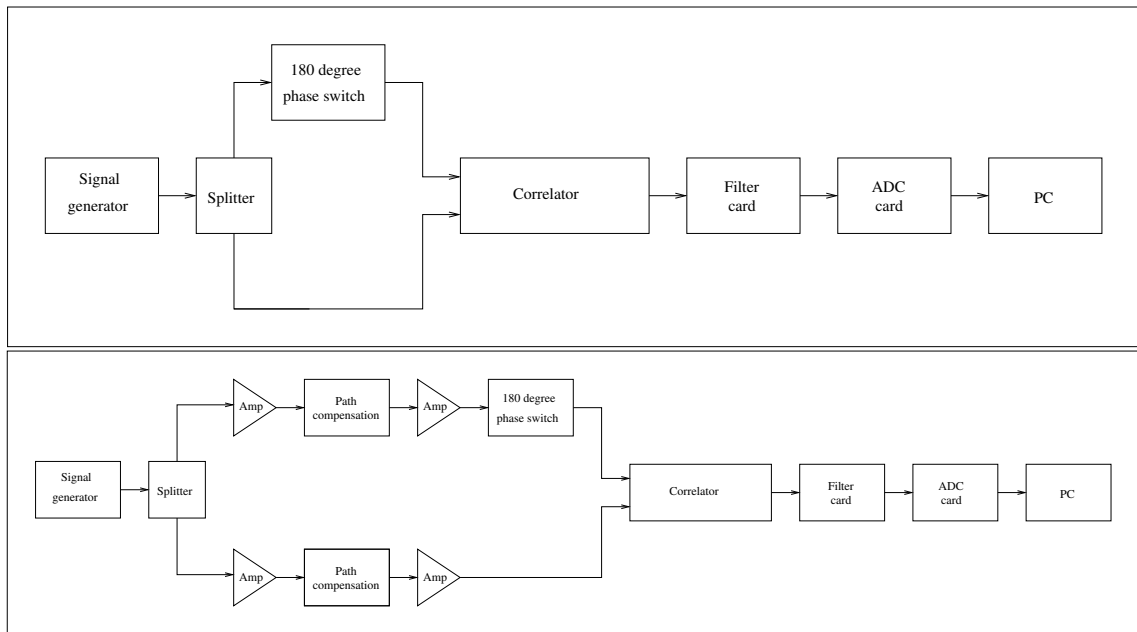 180 degree
phase switch
Signal
generator
Splitter
Correlator
Filter
card
ADC
card
PC
Amp
Path
compensation
Amp
180 degree
phase switch
Signal
generator
Splitter
Correlator
Filter
card
ADC
card
PC
Amp
Path
compensation
Amp